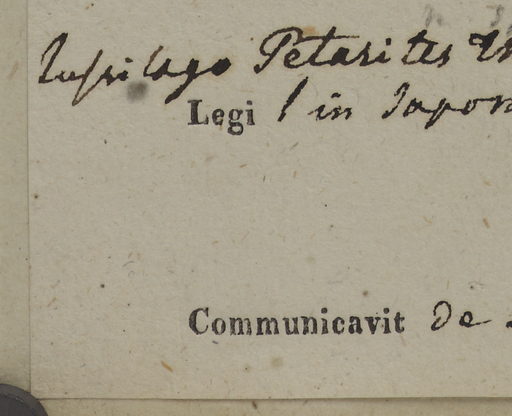 Tussilago Petasites
Legi in Japon
Communicavit de